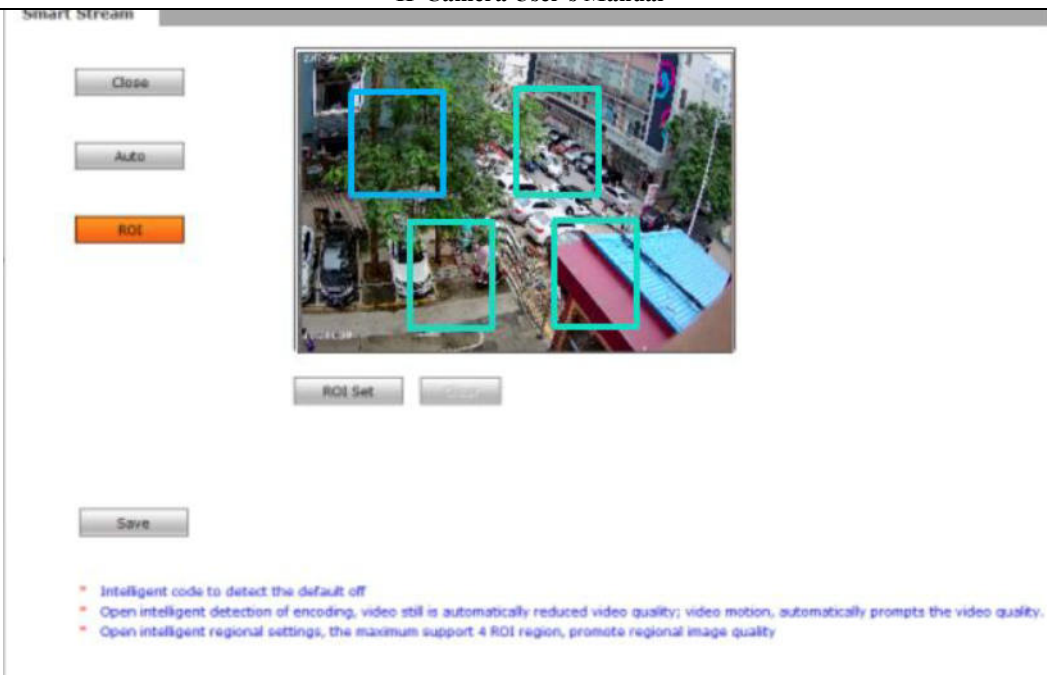 IP Camera User's Manual
Smart Stream
Close
Auto
ROI
ROI Set
Save
* Intelligent code to detect the default off
* Open intelligent detection of encoding, video still is automatically reduced video quality; video motion, automatically prompts the video quality.
* Open intelligent regional settings, the maximum support 4 ROI region, promote regional image quality